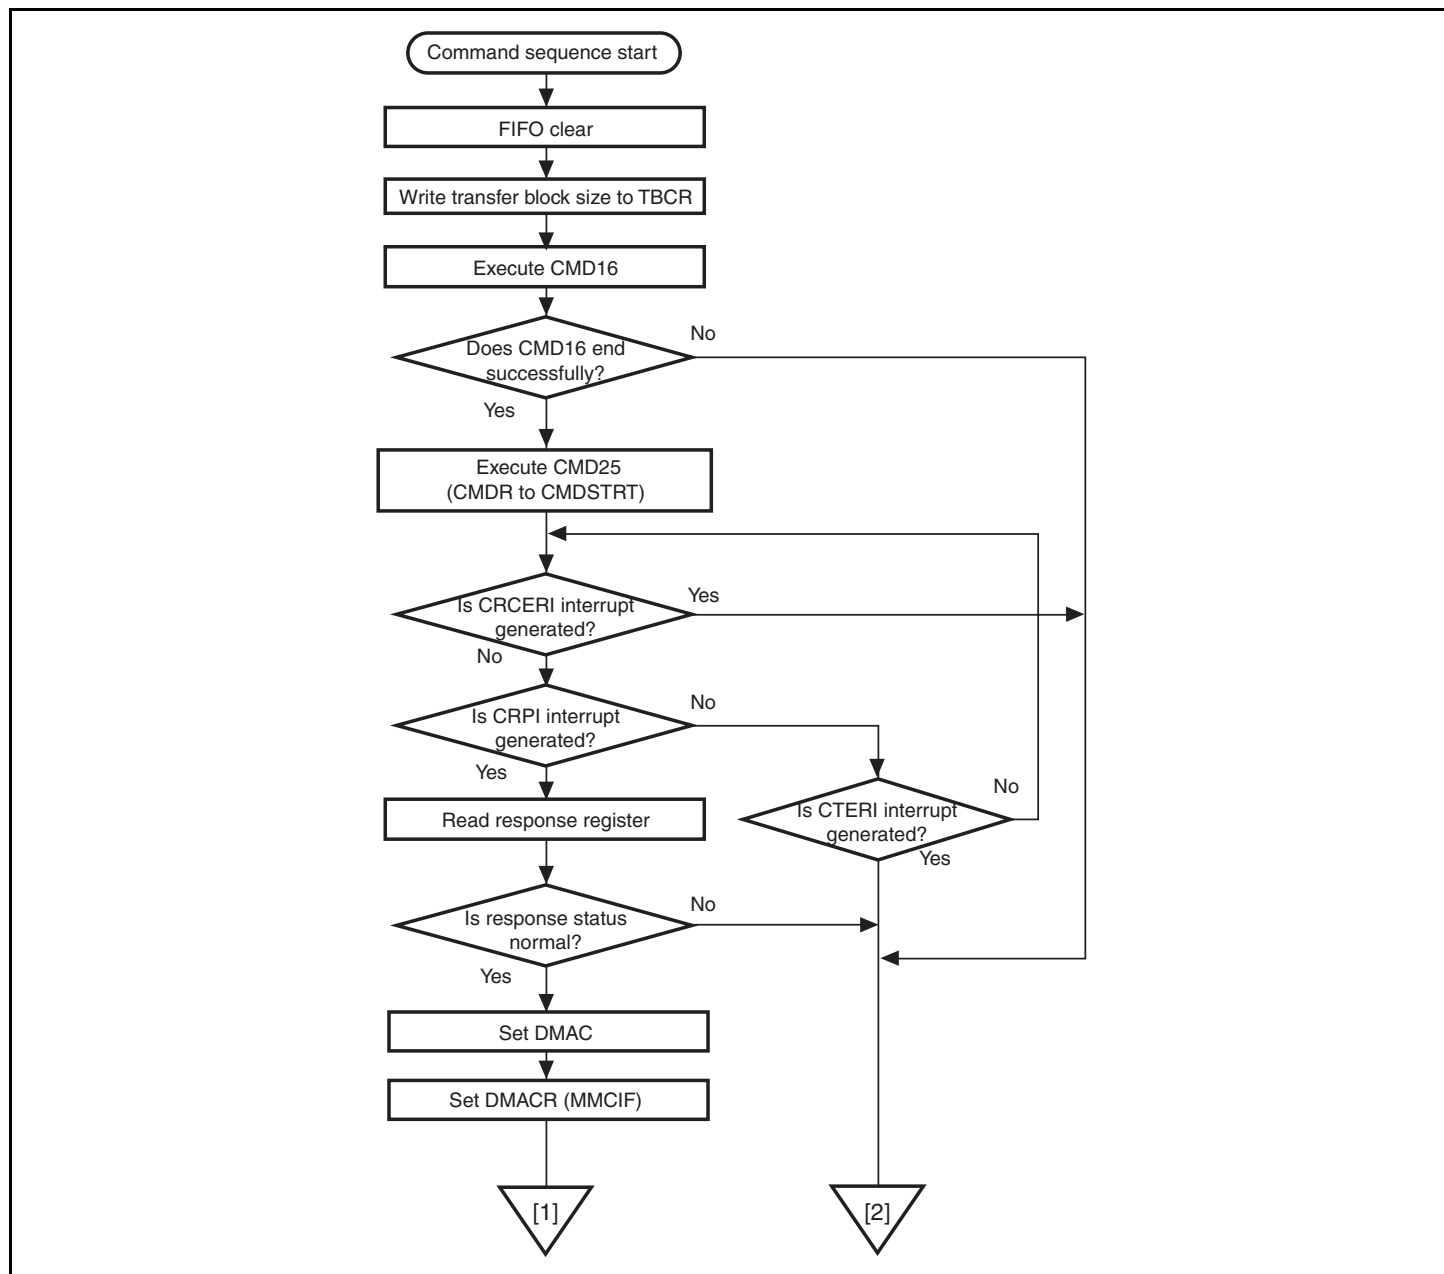 Command sequence start
FIFO clear
Write transfer block size to TBCR
Execute CMD16
No
Does CMD16 end
successfully?
Yes
Execute CMD25
(CMDR to CMDSTRT)
Is CRCERI interrupt
generated?
Yes
No
Is CRPI interrupt
generated?
No
Yes
Read response register
Is CTERI interrupt
generated?
No
Yes
Is response status
normal?
No
Yes
Set DMAC
Set DMACR (MMCIF)
[1]
[2]